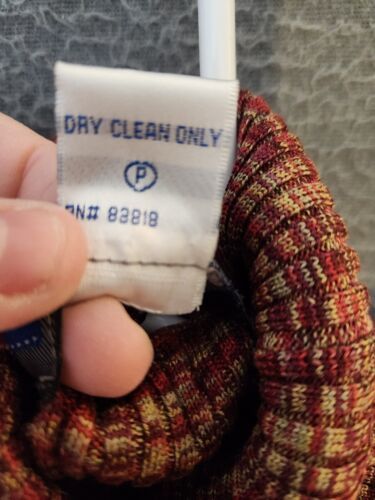 DRY CLEAN ONLY
P
RN# 83818